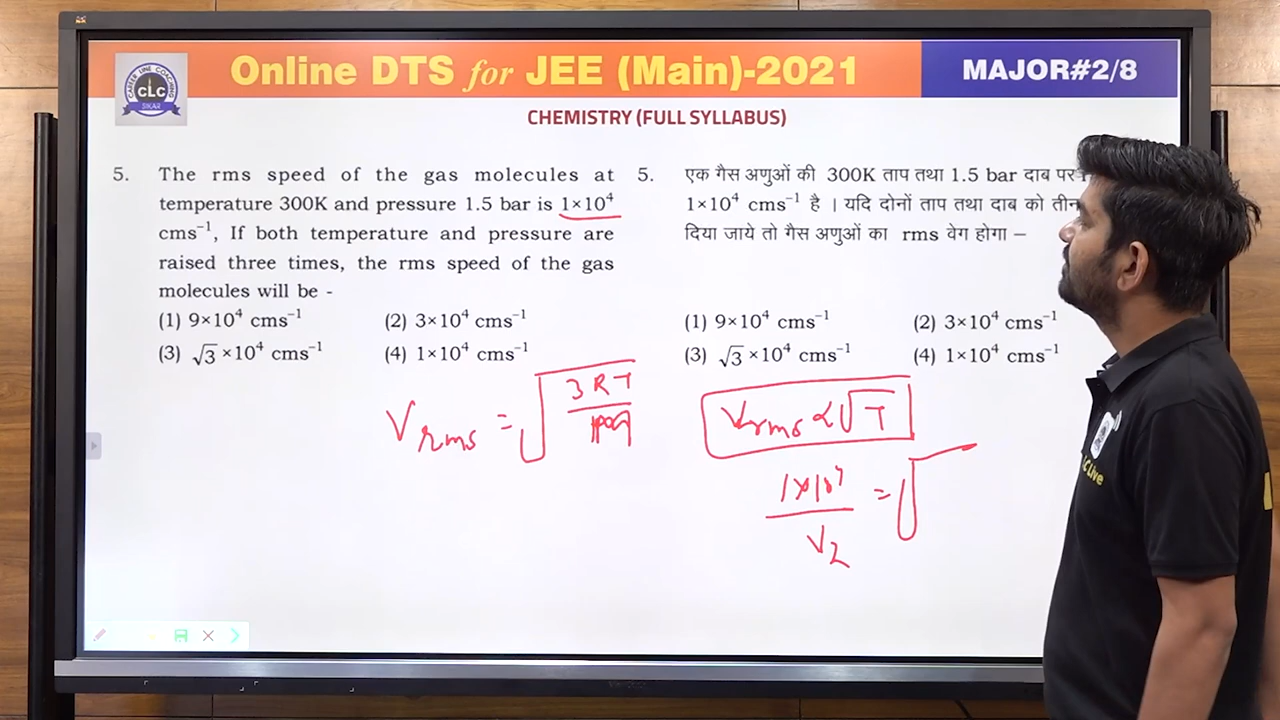 CAREER LINE COACHING
CLC
SIKAR
Online DTS for JEE (Main)-2021
MAJOR#2/8
CHEMISTRY (FULL SYLLABUS)
5. The rms speed of the gas molecules at
temperature 300K and pressure 1.5 bar is 1×10⁴
cms⁻¹, If both temperature and pressure are
raised three times, the rms speed of the gas
molecules will be -
(1) 9×10⁴ cms⁻¹ (2) 3×10⁴ cms⁻¹
(3) √3 ×10⁴ cms⁻¹ (4) 1×10⁴ cms⁻¹
5. एक गैस अणुओं की 300K ताप तथा 1.5 bar दाब पर
1×10⁴ cms⁻¹ है । यदि दोनों ताप तथा दाब को तीन
दिया जाये तो गैस अणुओं का rms वेग होगा –
(1) 9×10⁴ cms⁻¹ (2) 3×10⁴ cms⁻¹
(3) √3 ×10⁴ cms⁻¹ (4) 1×10⁴ cms⁻¹
Vrms = √ 3RT
Vrms ∝ √T
1×10⁴
V₂ = √
Live